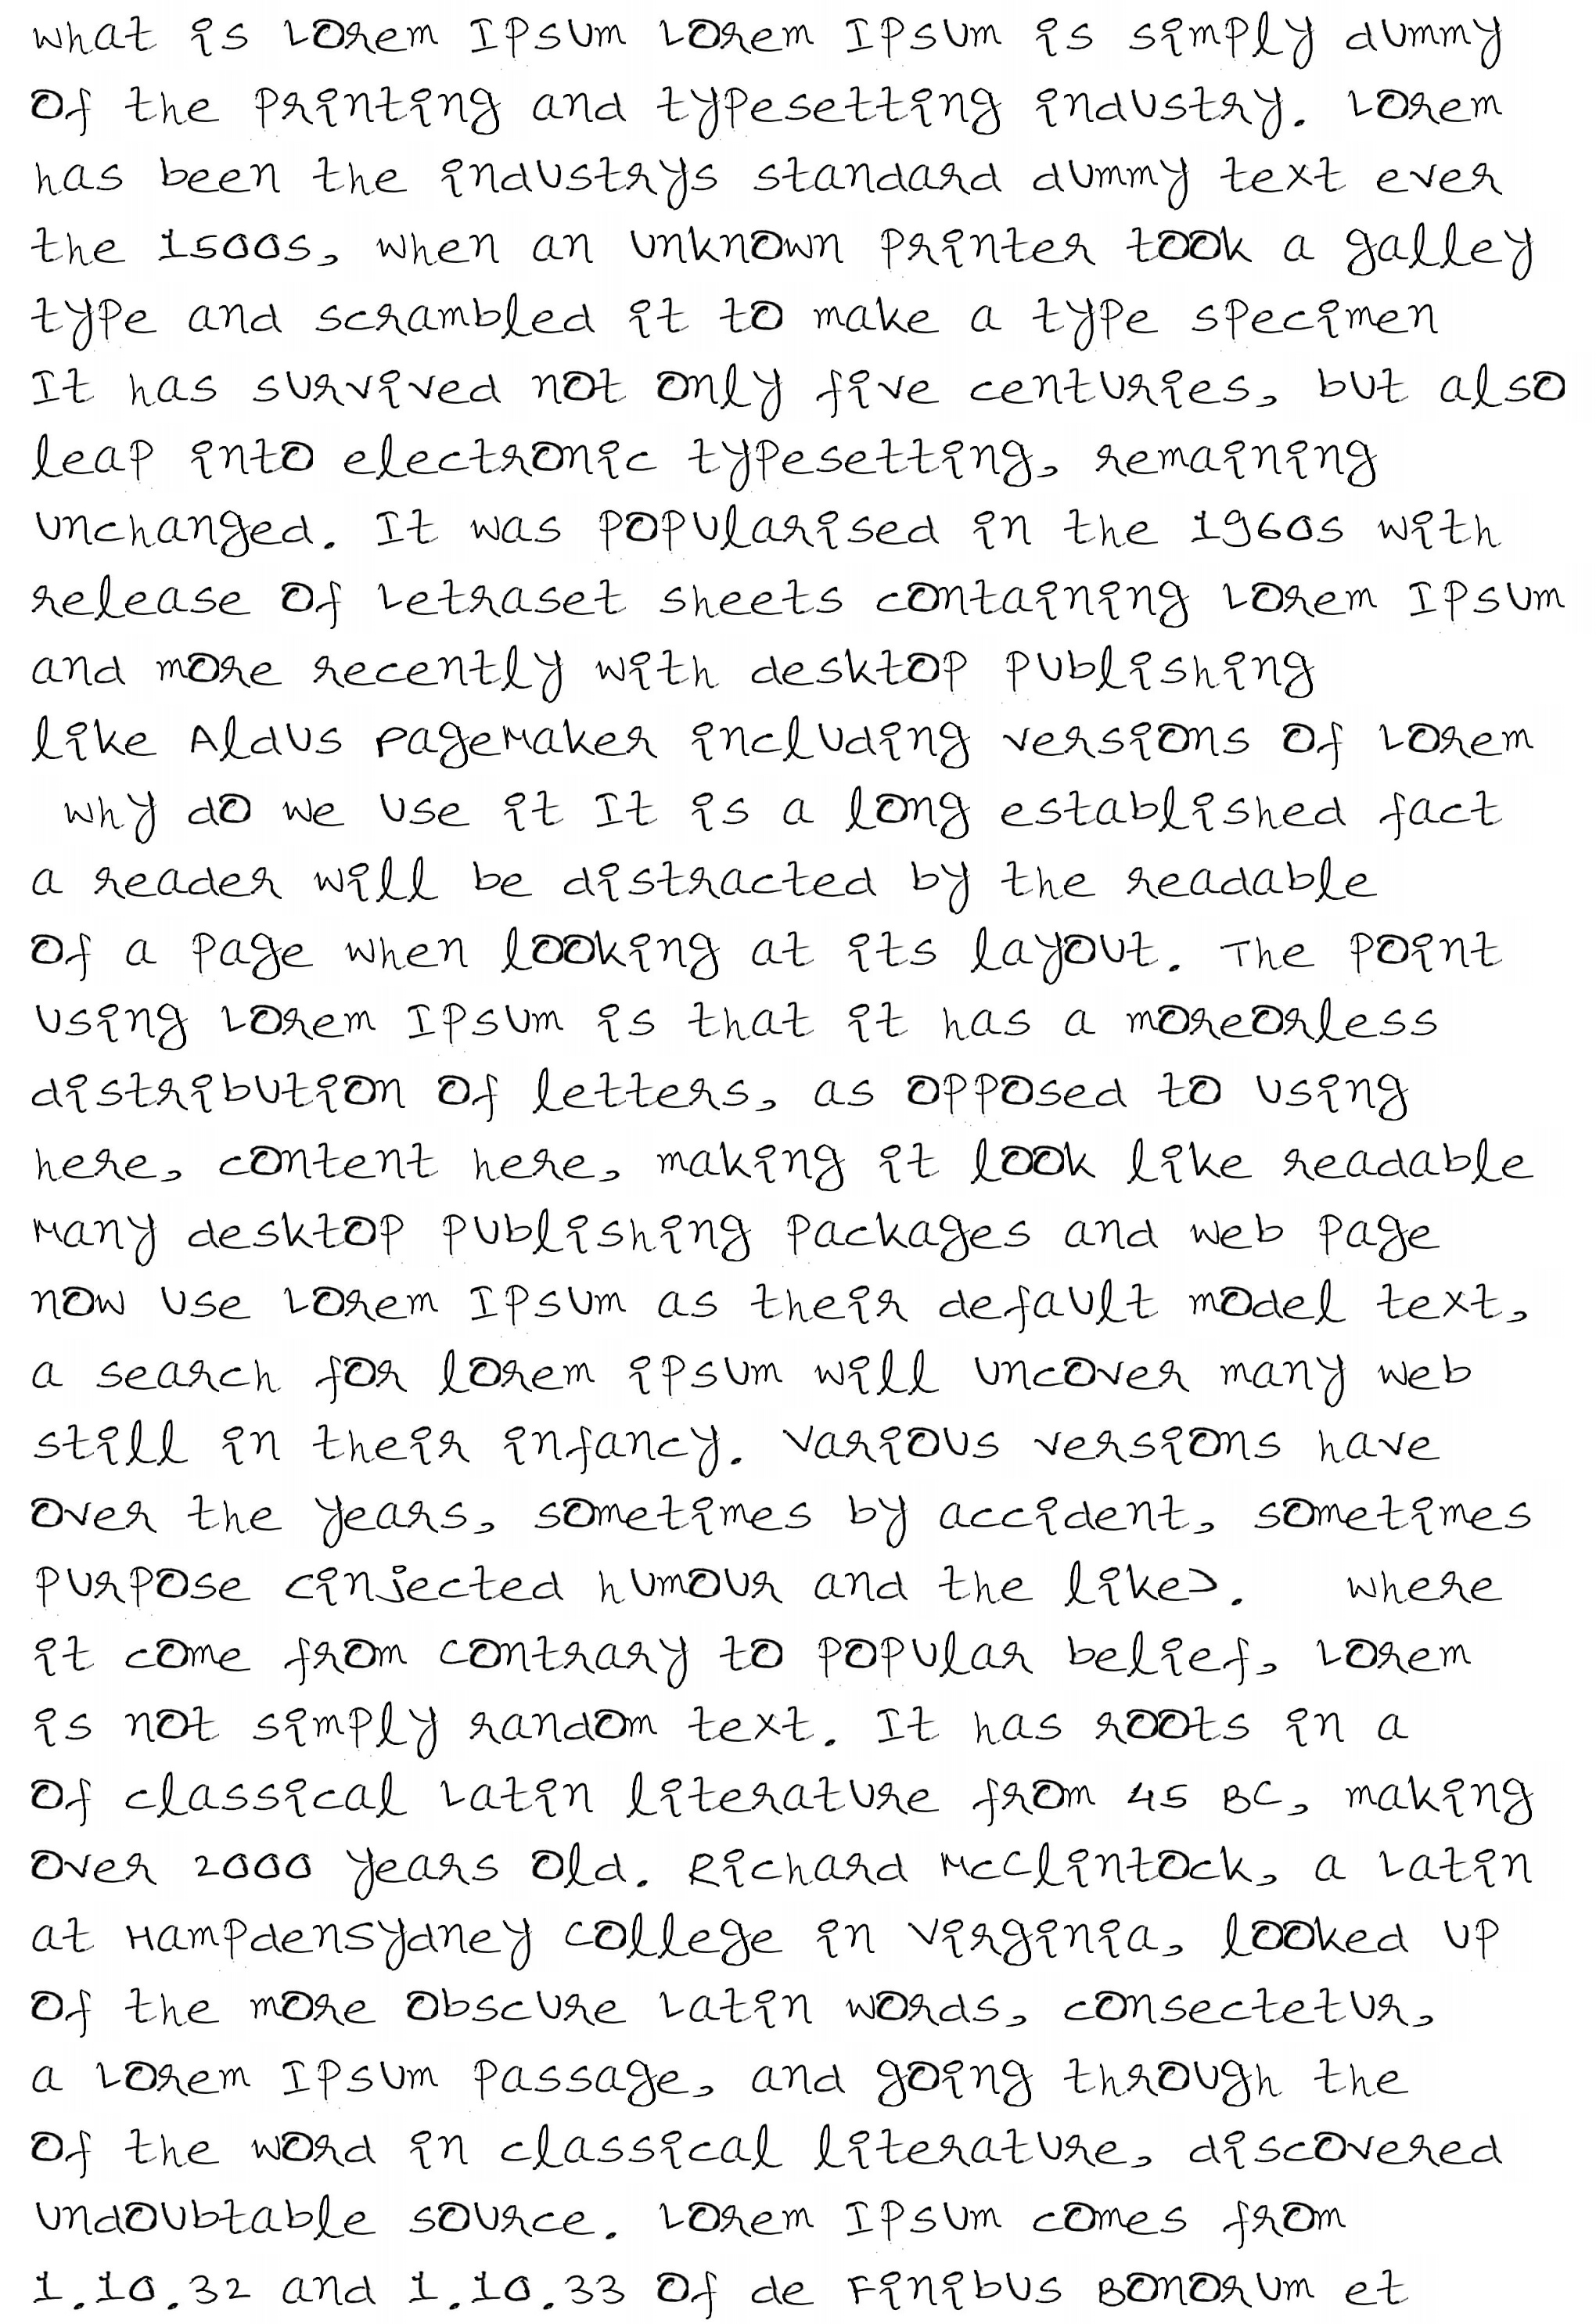 what is Lorem Ipsum Lorem Ipsum is simply dummy
Of the Printing and typesetting industry. Lorem
has been the industrys standard dummy text ever
the 1500s, when an unknown Printer took a galley
type and scrambled it to make a type specimen
It has survived not only five centuries, but also
leap into electronic typesetting, remaining
unchanged. It was popularised in the 1960s with
release of Letraset sheets containing Lorem Ipsum
and more recently with desktop publishing
like Aldus PageMaker including versions of Lorem
why do we use it It is a long established fact
a reader will be distracted by the readable
of a page when looking at its layout. The point
using Lorem Ipsum is that it has a moreorless
distribution of letters, as opposed to using
here, content here, making it look like readable
Many desktop publishing packages and web page
now use Lorem Ipsum as their default model text,
a search for lorem ipsum will uncover many web
still in their infancy. Various versions have
over the years, sometimes by accident, sometimes
purpose cinjected humour and the like>. where
it come from contrary to popular belief, Lorem
is not simply random text. It has roots in a
of classical Latin literature from 45 BC, making
over 2000 years old. Richard McClintock, a Latin
at HampdenSydney College in Virginia, looked up
of the more obscure Latin words, consectetur,
a Lorem Ipsum passage, and going through the
of the word in classical literature, discovered
undoubtable source. Lorem Ipsum comes from
1.10.32 and 1.10.33 of de Finibus Bonorum et